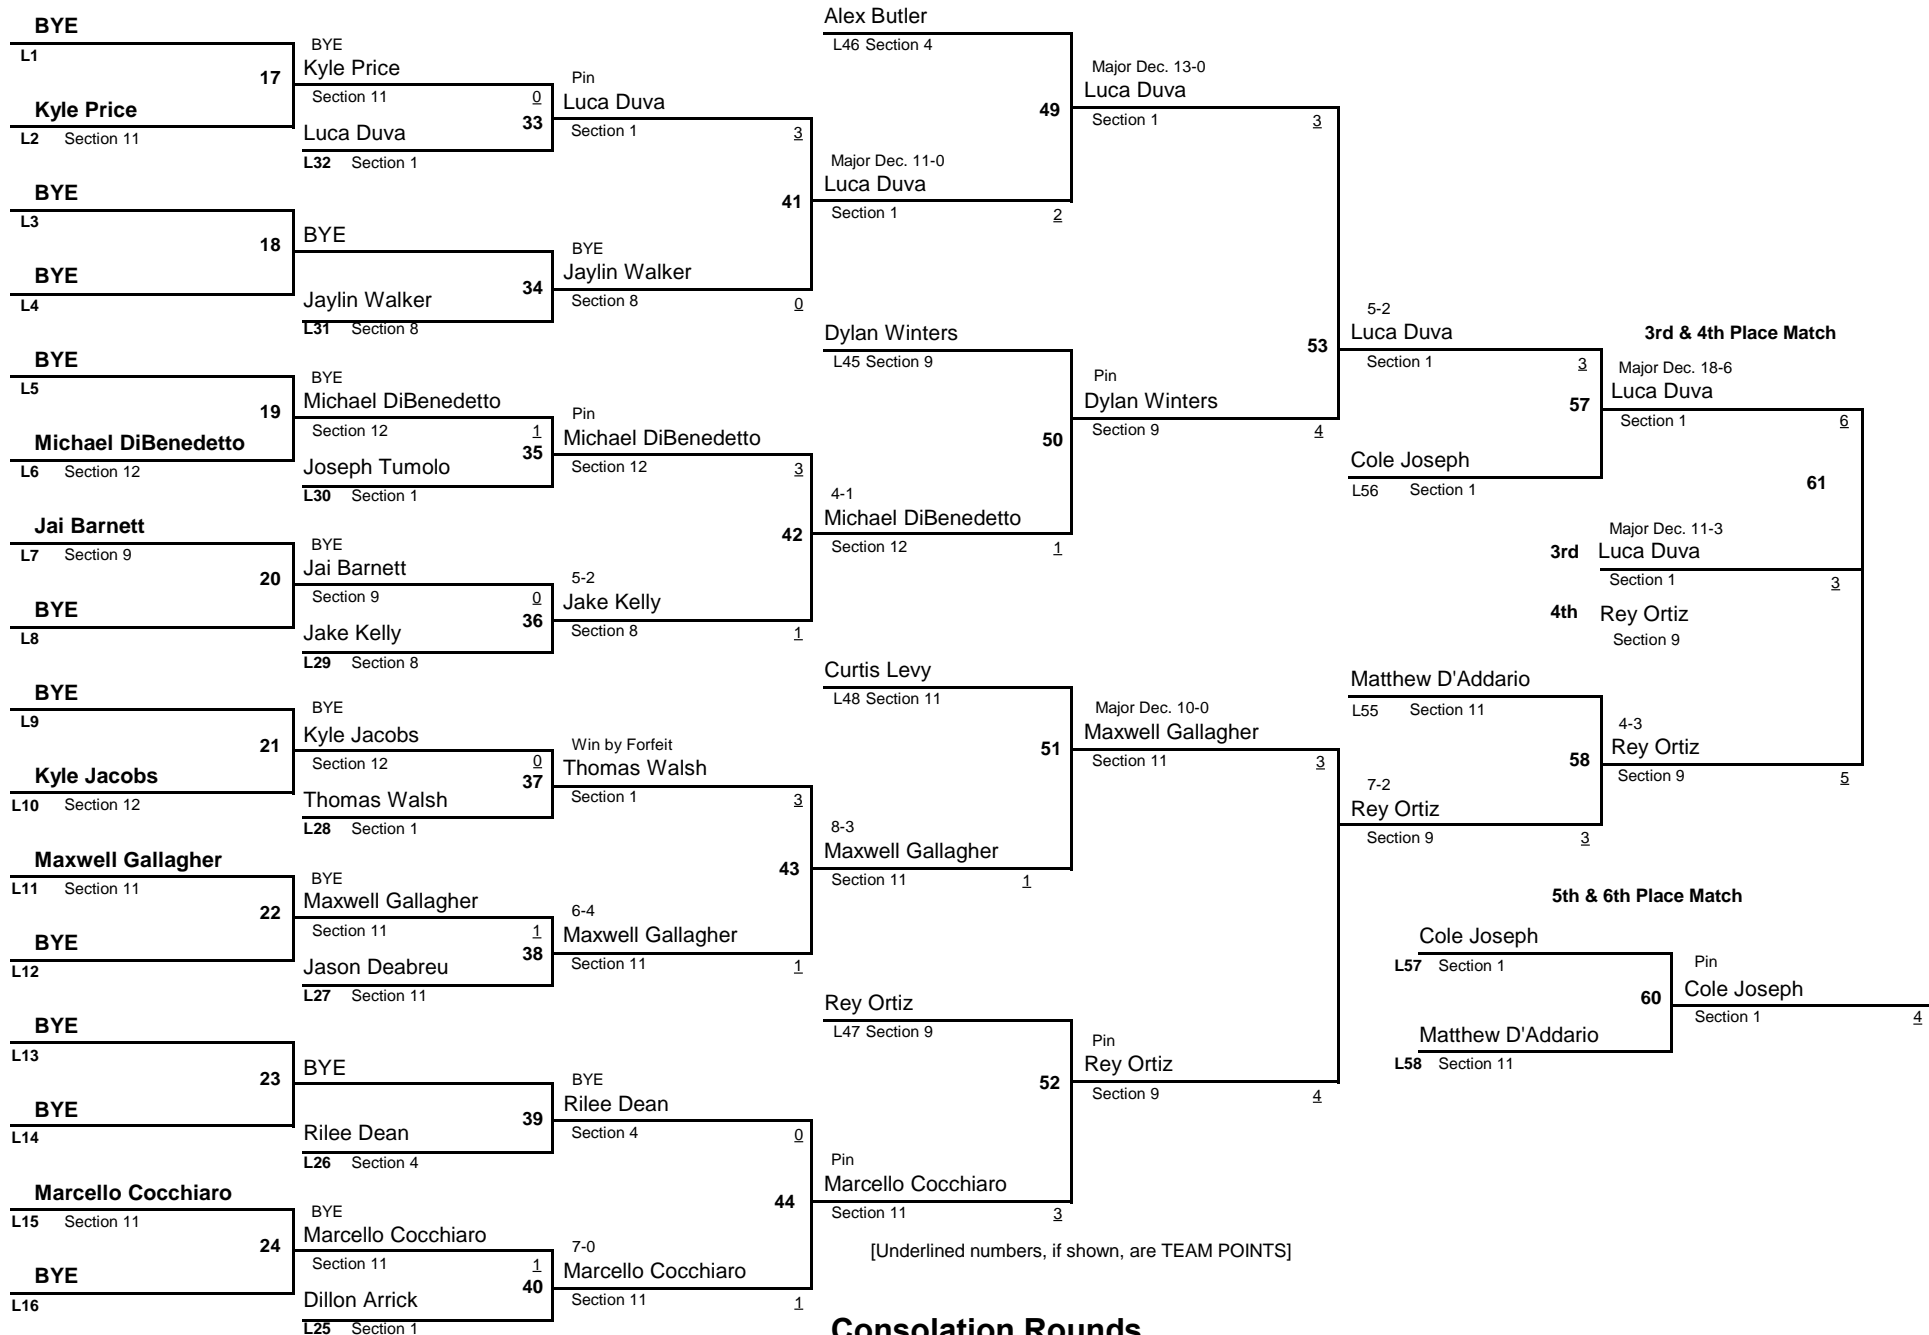 BYE
L1
17
Kyle Price
L2 Section 11
BYE
L3
18
BYE
L4
BYE
L5
19
Michael DiBenedetto
L6 Section 12
Jai Barnett
L7 Section 9
20
BYE
L8
BYE
L9
21
Kyle Jacobs
L10 Section 12
Maxwell Gallagher
L11 Section 11
22
BYE
L12
BYE
L13
23
BYE
L14
Marcello Cocchiaro
L15 Section 11
24
BYE
L16
BYE
Kyle Price
Section 11 0
33
Luca Duva
L32 Section 1
BYE
34
Jaylin Walker
L31 Section 8
BYE
Michael DiBenedetto
Section 12 1
35
Joseph Tumolo
L30 Section 1
BYE
Jai Barnett
Section 9 0
36
Jake Kelly
L29 Section 8
BYE
Kyle Jacobs
Section 12 0
37
Thomas Walsh
L28 Section 1
BYE
Maxwell Gallagher
Section 11 1
38
Jason Deabreu
L27 Section 11
BYE
39
Rilee Dean
L26 Section 4
BYE
Marcello Cocchiaro
Section 11 1
40
Dillon Arrick
L25 Section 1
Pin
Luca Duva
Section 1 3
41
BYE
Jaylin Walker
Section 8 0
Pin
Michael DiBenedetto
Section 12 3
42
5-2
Jake Kelly
Section 8 1
Win by Forfeit
Thomas Walsh
Section 1 3
43
6-4
Maxwell Gallagher
Section 11 1
BYE
Rilee Dean
Section 4 0
44
7-0
Marcello Cocchiaro
Section 11 1
Alex Butler
L46 Section 4
49
Major Dec. 11-0
Luca Duva
Section 1 2
Dylan Winters
L45 Section 9
50
4-1
Michael DiBenedetto
Section 12 1
Curtis Levy
L48 Section 11
51
8-3
Maxwell Gallagher
Section 11 1
Rey Ortiz
L47 Section 9
52
Pin
Marcello Cocchiaro
Section 11 3
[Underlined numbers, if shown, are TEAM POINTS]
Consolation Rounds
Major Dec. 13-0
Luca Duva
Section 1 3
53
Pin
Dylan Winters
Section 9 4
Major Dec. 10-0
Maxwell Gallagher
Section 11 3
Pin
Rey Ortiz
Section 9 4
5-2
Luca Duva
Section 1 3
57
Cole Joseph
L56 Section 1
Matthew D'Addario
L55 Section 11
58
7-2
Rey Ortiz
Section 9 3
3rd & 4th Place Match
Major Dec. 18-6
Luca Duva
Section 1 6
61
Major Dec. 11-3
3rd Luca Duva
Section 1 3
4th Rey Ortiz
Section 9
4-3
Rey Ortiz
Section 9 5
5th & 6th Place Match
Cole Joseph
L57 Section 1
60
Matthew D'Addario
L58 Section 11
Pin
Cole Joseph
Section 1 4